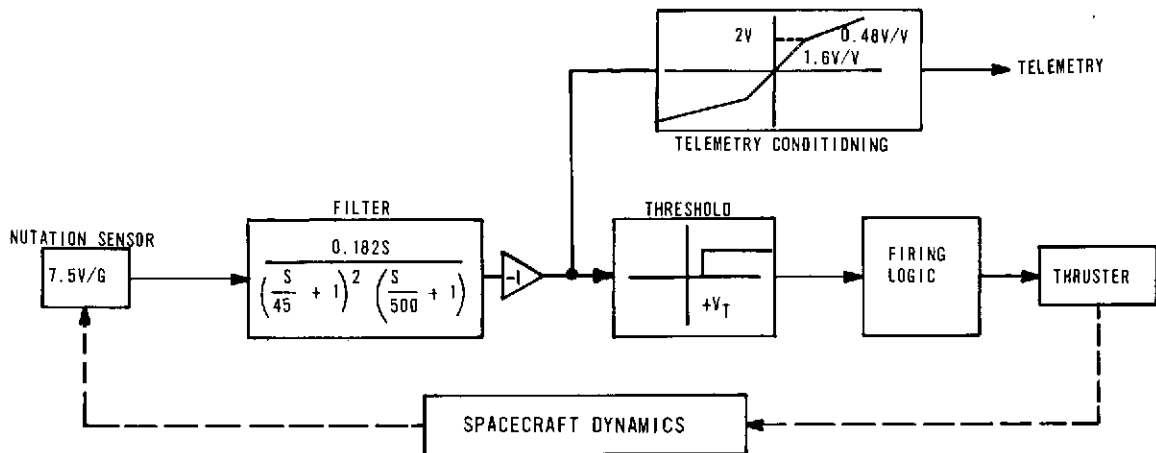 2V
0.48V/V
1.6V/V
TELEMETRY
TELEMETRY CONDITIDNING
FILTER
THRESHOLD
NUTATION SENSOR
7.5V/G
0.182S
(S/45 + 1)² (S/500 + 1)
-1
+V_T
FIRING
LOGIC
THRUSTER
SPACECRAFT DYNAMICS